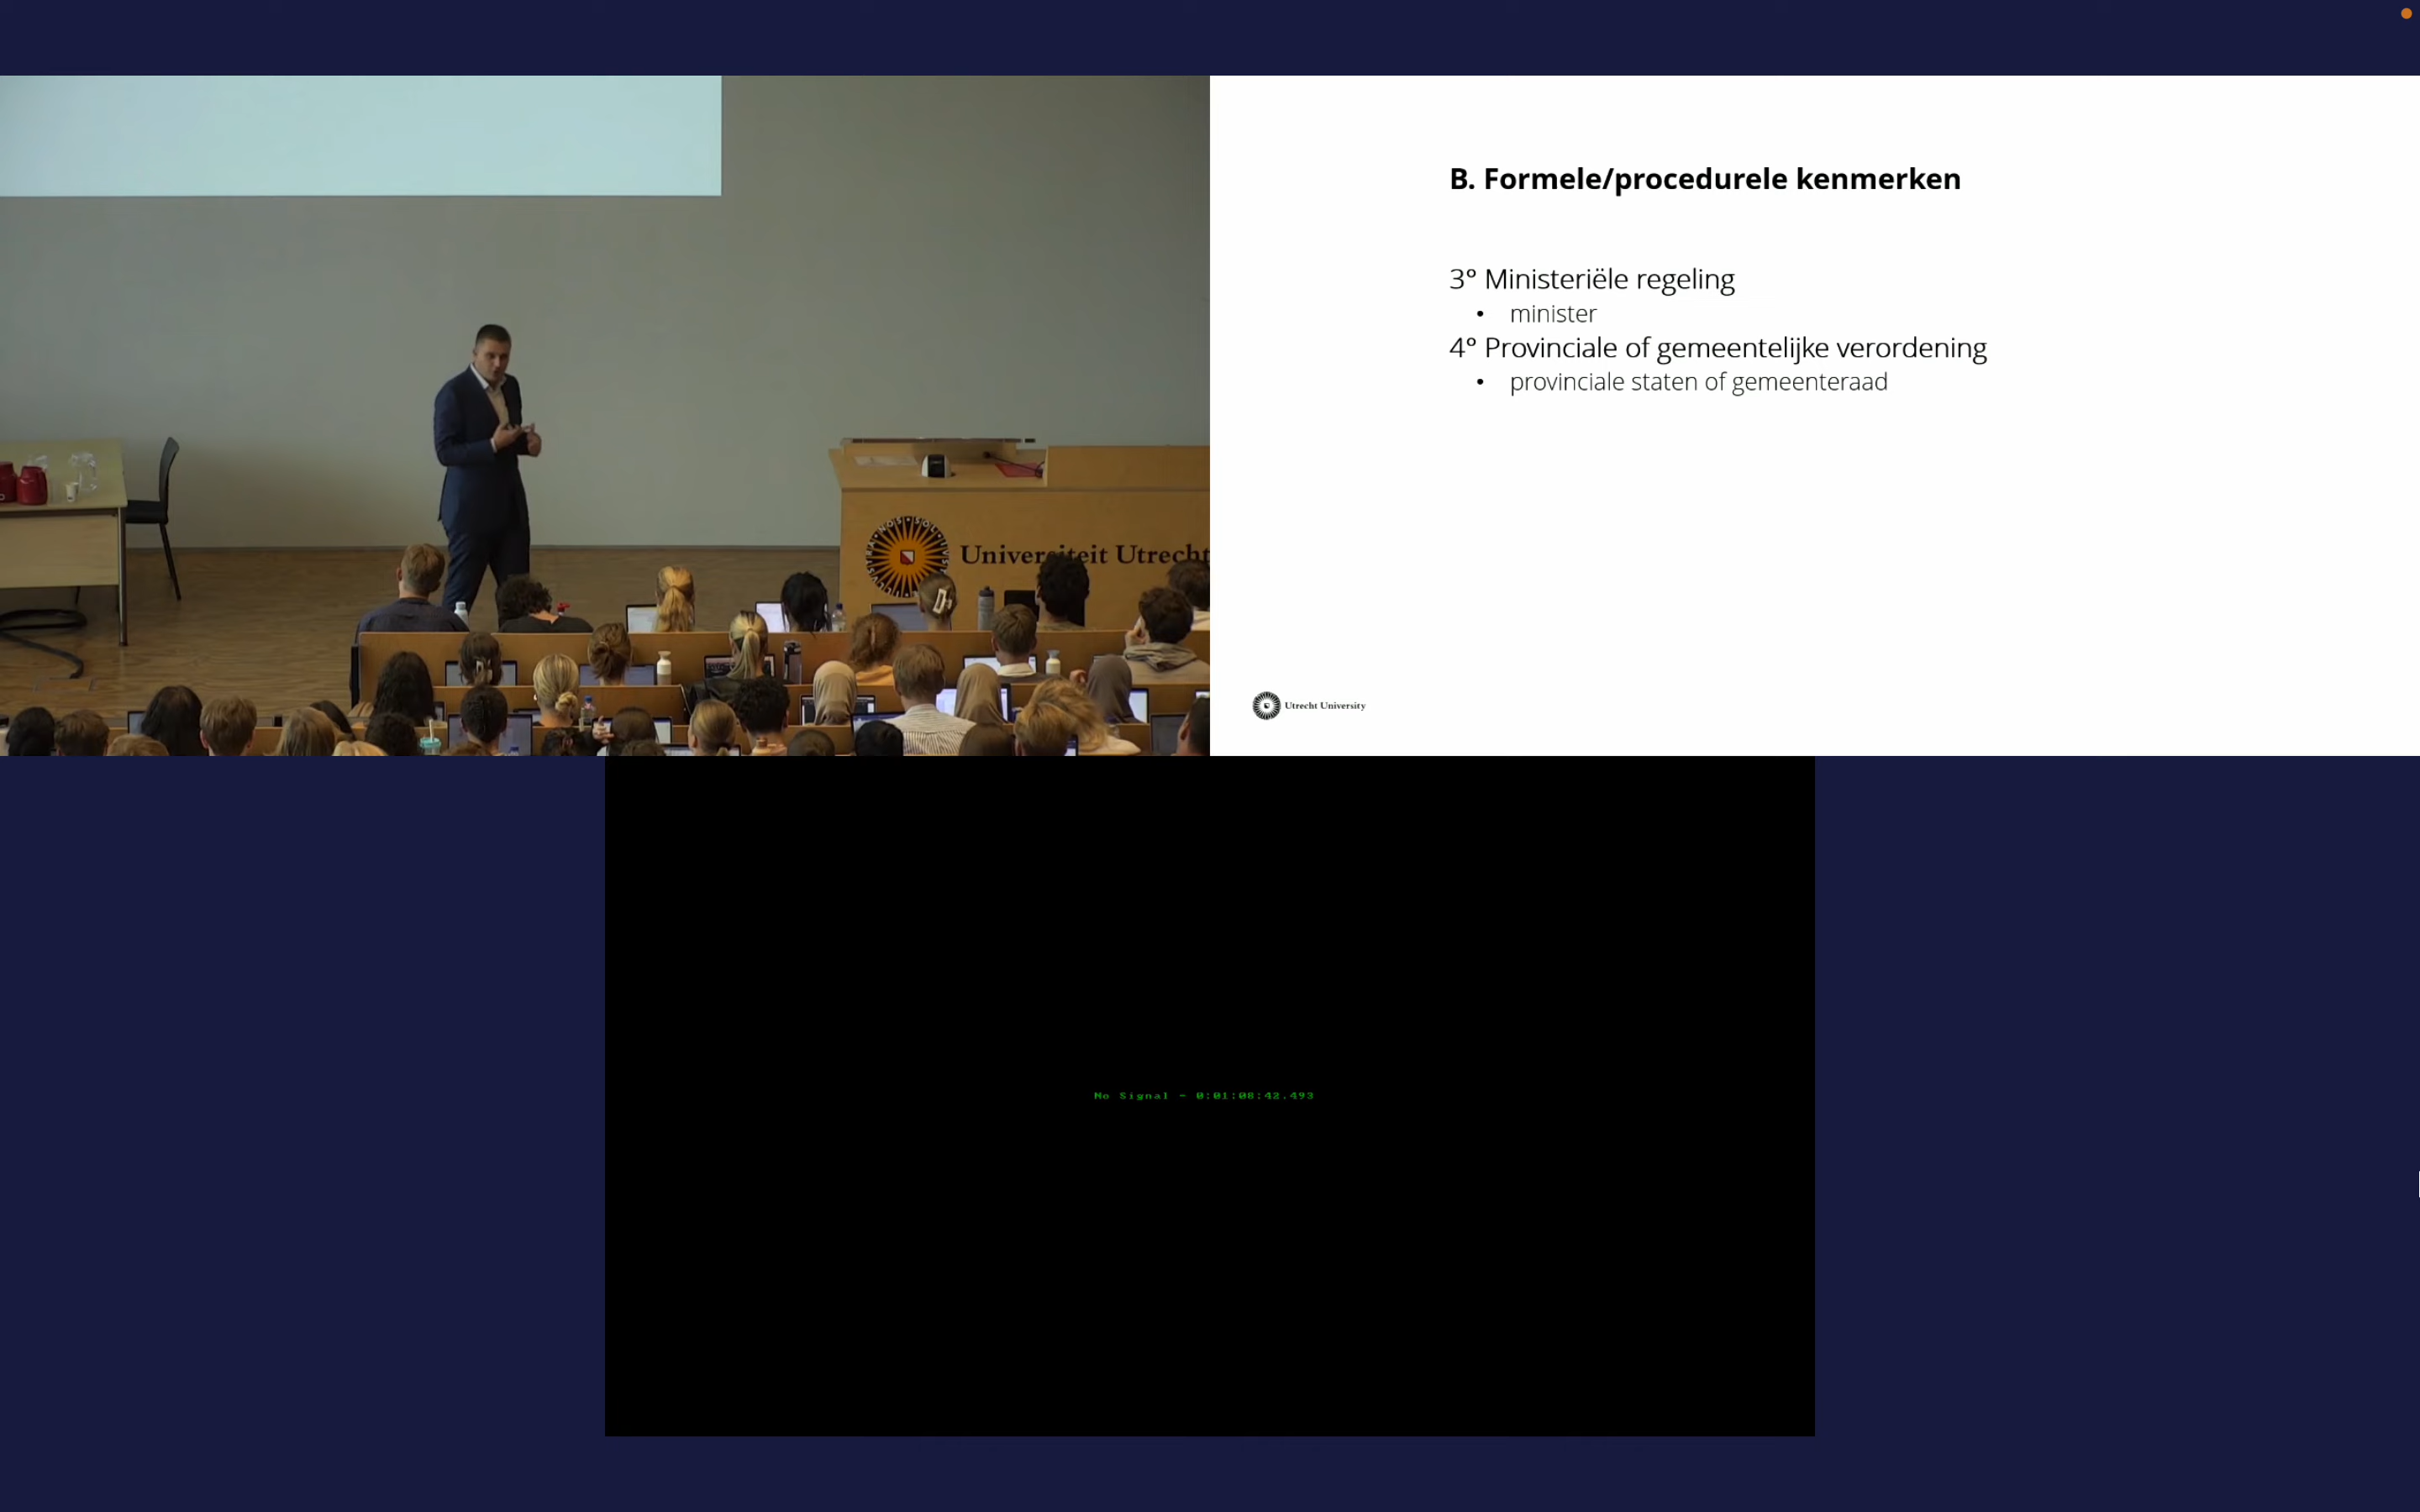 B. Formele/procedurele kenmerken
3° Ministeriële regeling
• minister
4° Provinciale of gemeentelijke verordening
• provinciale staten of gemeenteraad
SOL
Universiteit Utrecht
Utrecht University
No Signal - 0:01:08:42.493